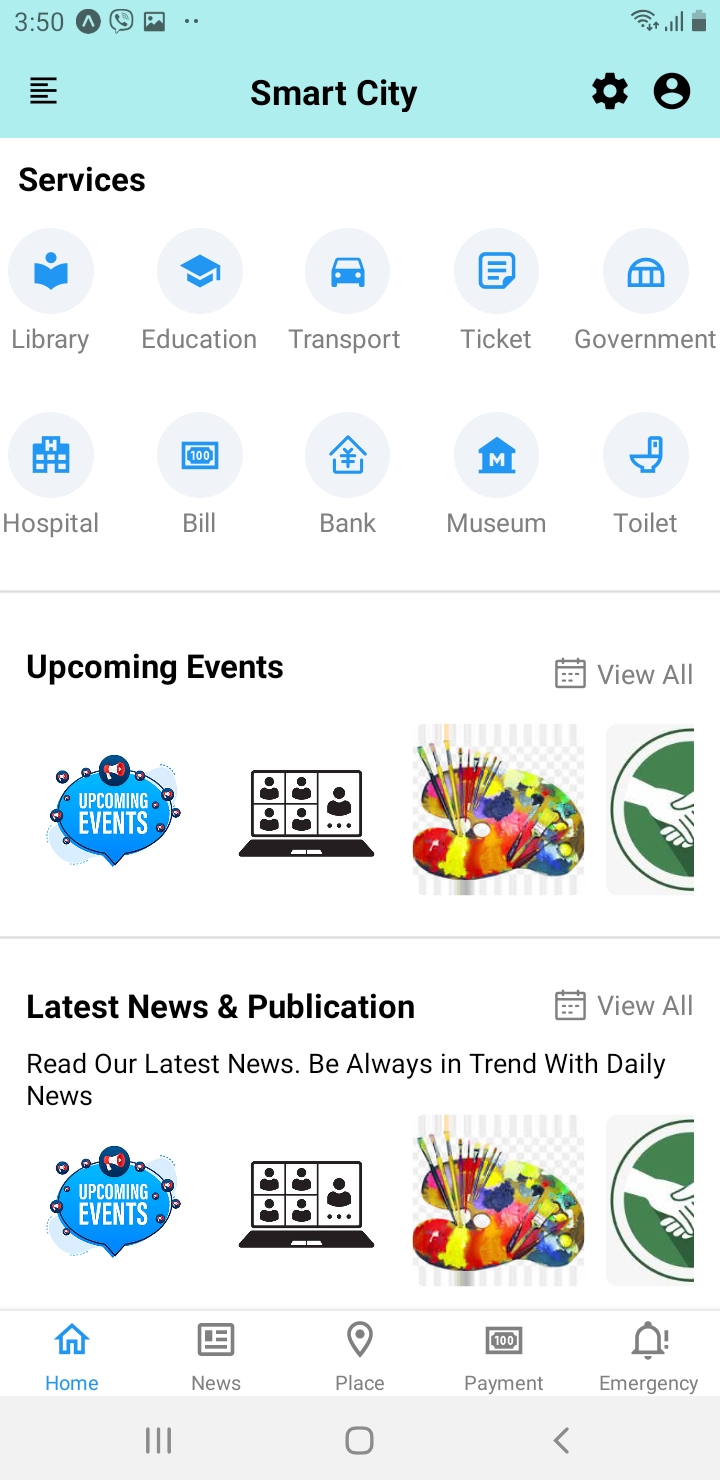 3:50
Smart City
Services
Library Education Transport Ticket Government
H 100 M
Hospital Bill Bank Museum Toilet
Upcoming Events
View All
UPCOMING
EVENTS
Latest News & Publication
View All
Read Our Latest News. Be Always in Trend With Daily
News
UPCOMING
EVENTS
100
Home News Place Payment Emergency